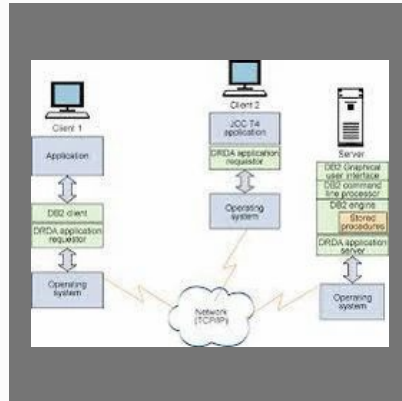 Client 1
Application
DB2 client
DRDA application
requestor
Operating
system
Client 2
JCC T4
application
DRDA application
requestor
Operating
system
Server
DB2 Graphical
user interface
DB2 command
line processor
DB2 engine
Stored
procedures
DRDA application
server
Operating
system
Network
(TCP/IP)